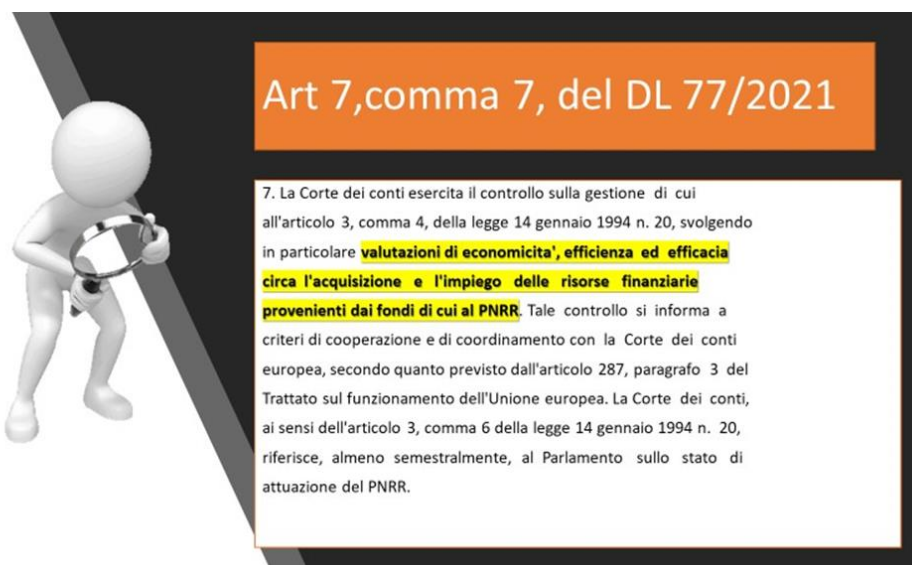 Art 7,comma 7, del DL 77/2021
7. La Corte dei conti esercita il controllo sulla gestione di cui
all'articolo 3, comma 4, della legge 14 gennaio 1994 n. 20, svolgendo
in particolare valutazioni di economicita', efficienza ed efficacia
circa l'acquisizione e l'impiego delle risorse finanziarie
provenienti dai fondi di cui al PNRR. Tale controllo si informa a
criteri di cooperazione e di coordinamento con la Corte dei conti
europea, secondo quanto previsto dall'articolo 287, paragrafo 3 del
Trattato sul funzionamento dell'Unione europea. La Corte dei conti,
ai sensi dell'articolo 3, comma 6 della legge 14 gennaio 1994 n. 20,
riferisce, almeno semestralmente, al Parlamento sullo stato di
attuazione del PNRR.